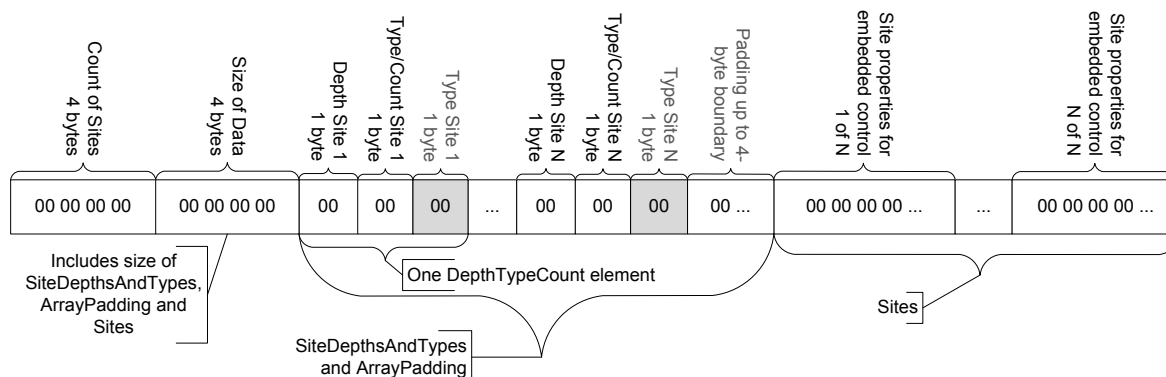 Count of Sites
4 bytes
Size of Data
4 bytes
Depth Site 1
1 byte
Type/Count Site 1
1 byte
Type Site 1
1 byte
Depth Site N
1 byte
Type/Count Site N
1 byte
Type Site N
1 byte
Padding up to 4-
byte boundary
Site properties for
embedded control
1 of N
Site properties for
embedded control
N of N
00 00 00 00
00 00 00 00
00
00
00
...
00
00
00
00 ...
00 00 00 00 ...
...
00 00 00 00 ...
Includes size of
SiteDepthsAndTypes,
ArrayPadding and
Sites
One DepthTypeCount element
SiteDepthsAndTypes
and ArrayPadding
Sites